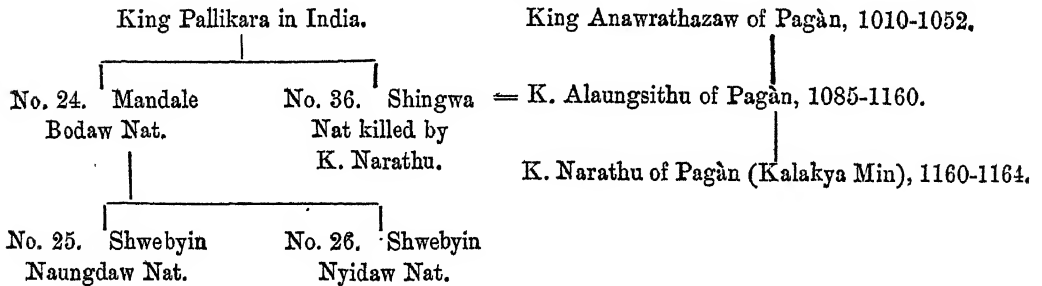 King Pallikara in India.
King Anawrathazaw of Pagàn, 1010-1052.
No. 24. Mandale
Bodaw Nat.
No. 36. Shingwa
Nat killed by
K. Narathu.
= K. Alaungsithu of Pagàn, 1085-1160.
K. Narathu of Pagàn (Kalakya Min), 1160-1164.
No. 25. Shwebyin
Naungdaw Nat.
No. 26. Shwebyin
Nyidaw Nat.